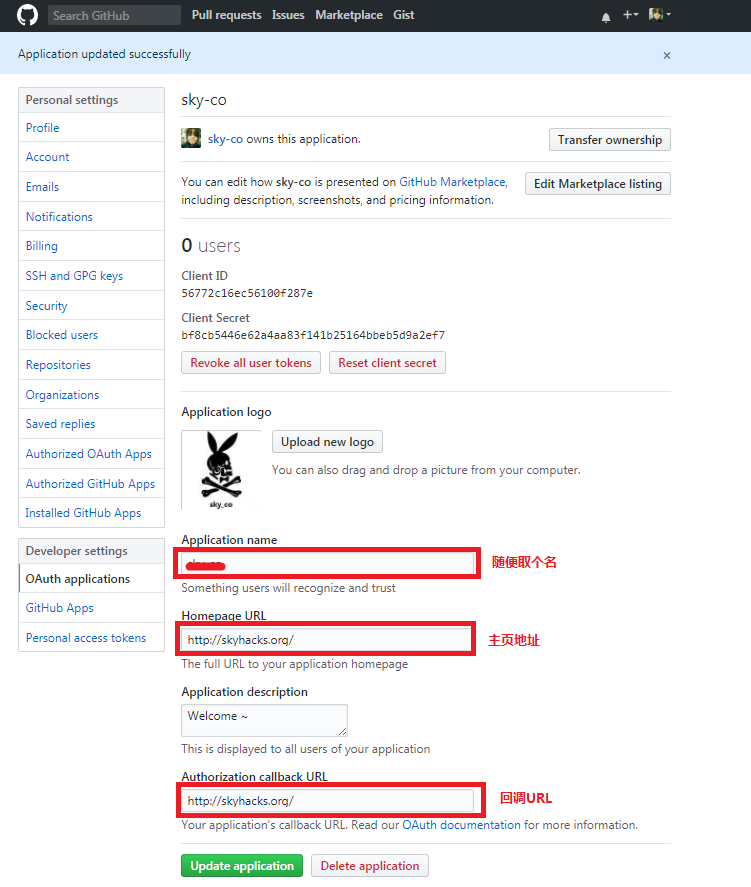 Search GitHub Pull requests Issues Marketplace Gist
Application updated successfully
Personal settings
Profile
Account
Emails
Notifications
Billing
SSH and GPG keys
Security
Blocked users
Repositories
Organizations
Saved replies
Authorized OAuth Apps
Authorized GitHub Apps
Installed GitHub Apps
Developer settings
OAuth applications
GitHub Apps
Personal access tokens
sky-co
sky-co owns this application.
Transfer ownership
You can edit how sky-co is presented on GitHub Marketplace,
including description, screenshots, and pricing information.
Edit Marketplace listing
0 users
Client ID
56772c16ec56100f287e
Client Secret
bf8cb5446e62a4aa83f141b25164bbeb5d9a2ef7
Revoke all user tokens Reset client secret
Application logo
sky_co
Upload new logo
You can also drag and drop a picture from your computer.
Application name
随便取个名
Something users will recognize and trust
Homepage URL
http://skyhacks.org/ 主页地址
The full URL to your application homepage
Application description
Welcome ~
This is displayed to all users of your application
Authorization callback URL
http://skyhacks.org/ 回调URL
Your application's callback URL. Read our OAuth documentation for more information.
Update application Delete application